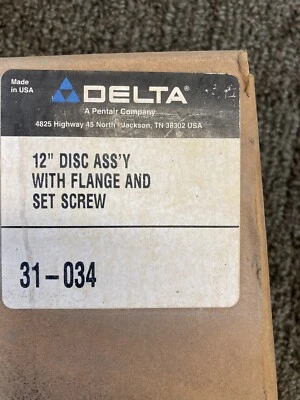 Made
in USA
DELTA®
A Pentair Company
4825 Highway 45 North Jackson, TN 38302 USA
12" DISC ASS'Y
WITH FLANGE AND
SET SCREW
31-034